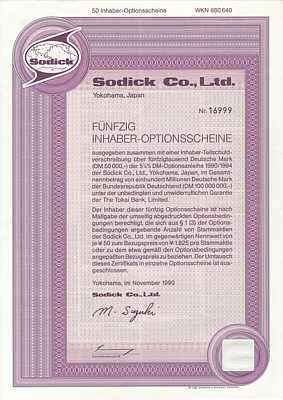 50 Inhaber-Optionsscheine WKN 880640
Sodick
Sodick Co., Ltd.
Yokohama, Japan
Nr. 16999
FÜNFZIG
INHABER-OPTIONSSCHEINE
ausgegeben zusammen mit einer Inhaber-Teilschuld-
verschreibung über fünfzigtausend Deutsche Mark
(DM 50 000,-) der 5¾% DM-Optionsanleihe 1990/1994
der Sodick Co., Ltd., Yokohama, Japan, im Gesamt-
nennbetrag von einhundert Millionen Deutsche Mark
der Bundesrepublik Deutschland (DM 100 000 000,-)
unter der unbedingten und unwiderruflichen Garantie
der The Tokai Bank, Limited.
Der Inhaber dieser fünfzig Optionsscheine ist nach
Maßgabe der umseitig abgedruckten Optionsbedin-
gungen berechtigt, die sich aus § 1 (3) der Options-
bedingungen ergebende Anzahl von Stammaktien
der Sodick Co., Ltd. im gegenwärtigen Nennwert von
je ¥ 50 zum Bezugspreis von ¥ 1.825 pro Stammaktie
oder zu dem etwa gemäß den Optionsbedingungen
angepaßten Bezugspreis zu beziehen. Der Umtausch
dieses Zertifikats in einzelne Optionsscheine ist aus-
geschlossen.
Yokohama, im November 1990
Sodick Co., Ltd.
M. Suzuki